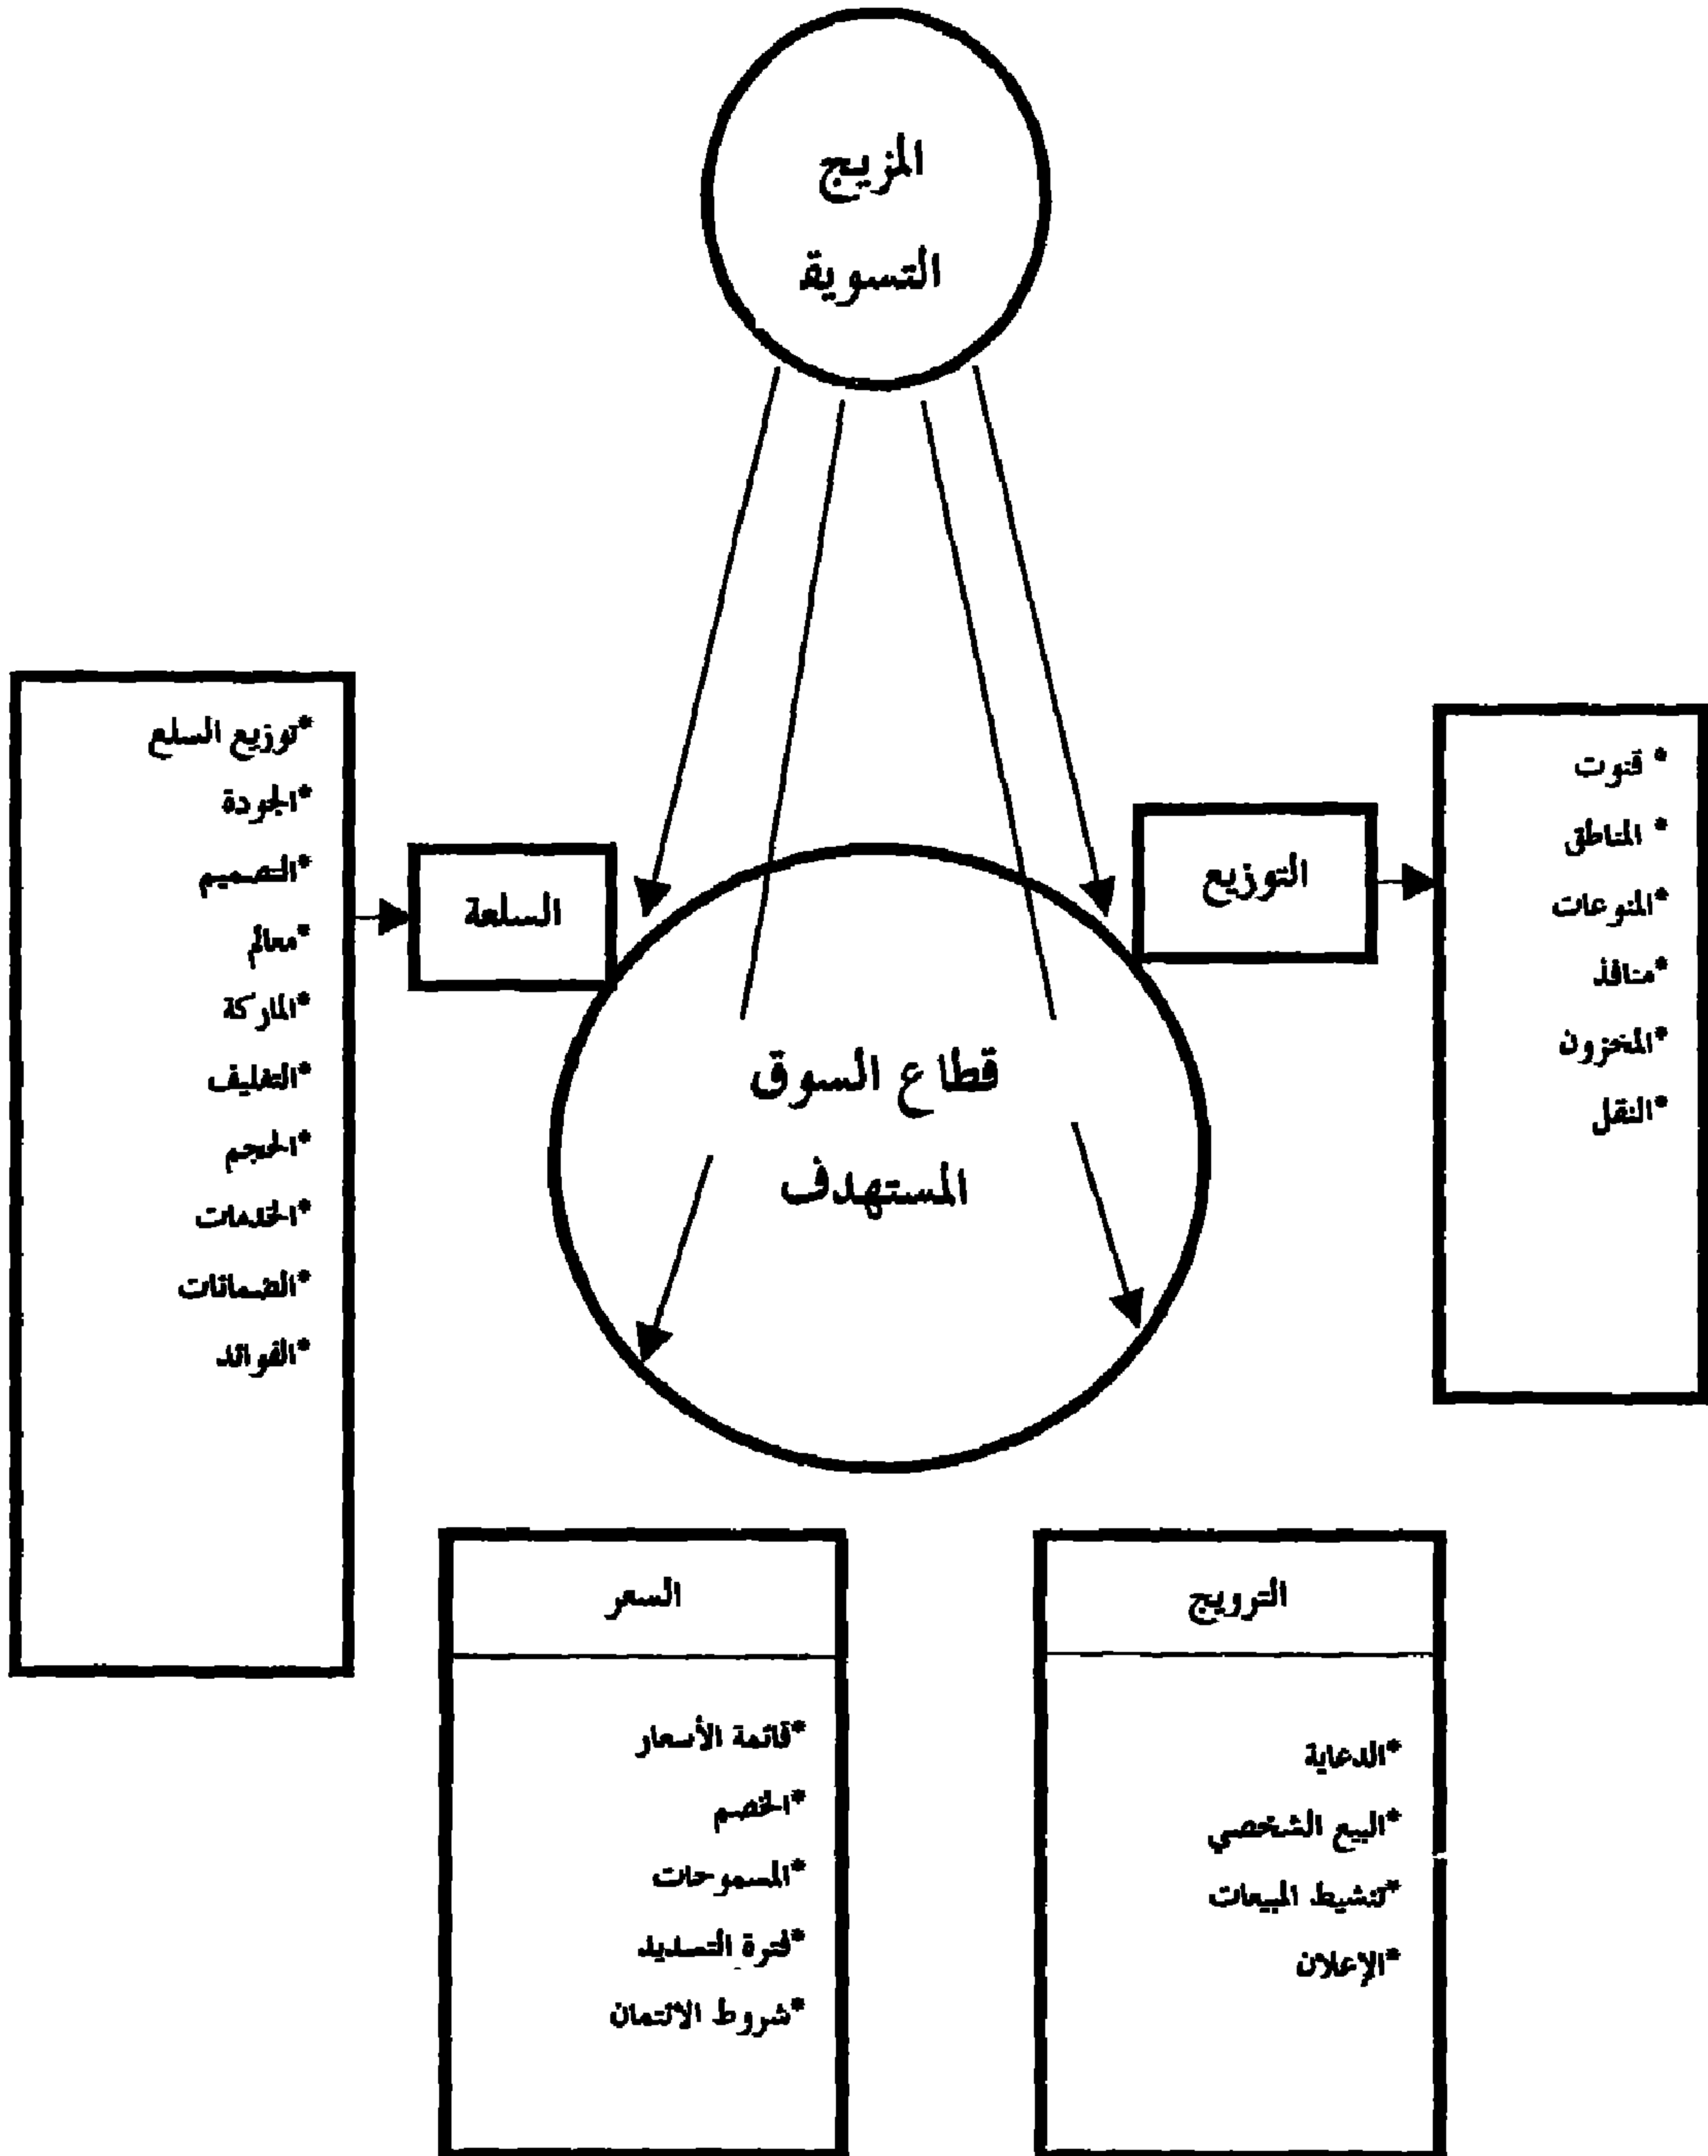 المزيج
التسويق
*توزيع السلع
*الجودة
*التصميم
*معالم
*الماركة
*التغليف
*الحجم
*الخدمات
*الضمانات
*الفوائد
السلعة
التوزيع
* قنوت
* المناطق
*المنوعات
*منافذ
*المخزون
*النقل
قطاع السوق
المستهدف
السعر
*قائمة الأسعار
*الخصم
*المسموحات
*فترة التسديد
*شروط الائتمان
الترويج
*الدعاية
*البيع الشخصي
*تنشيط المبيعات
*الإعلان